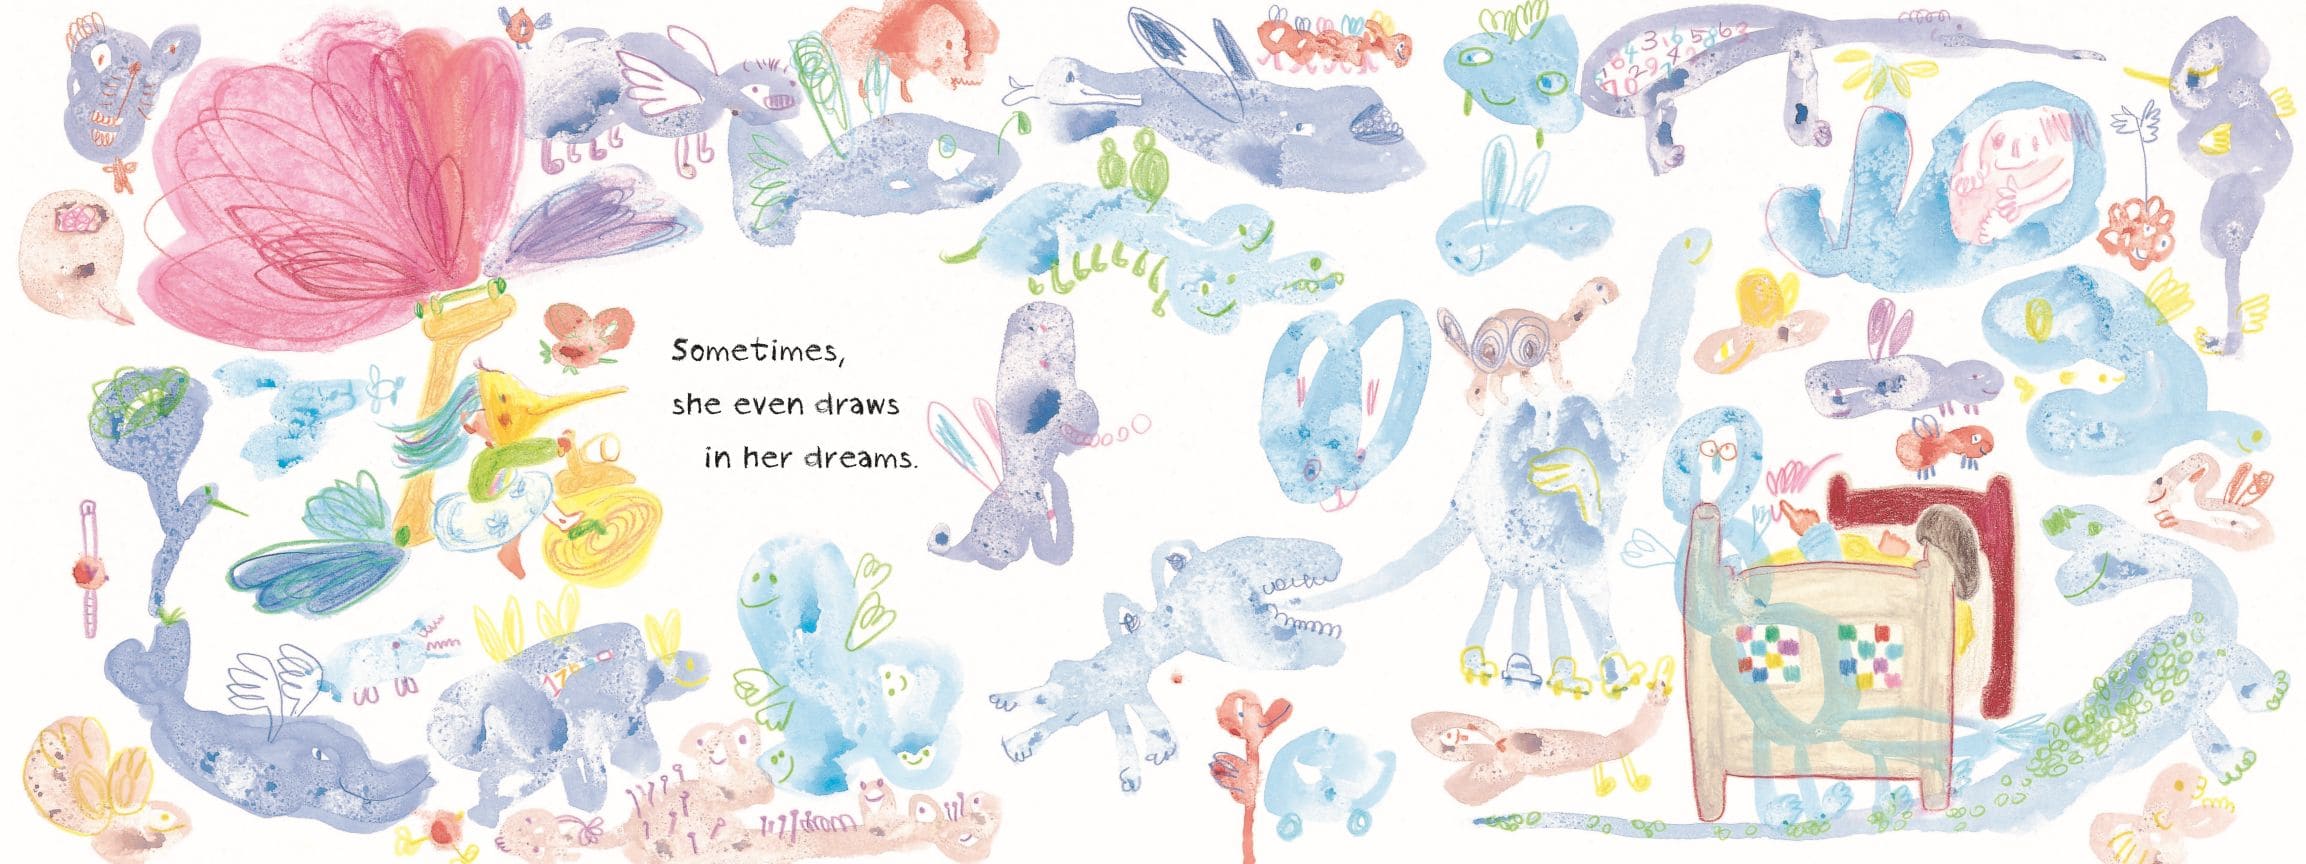 Sometimes,
she even draws
in her dreams.